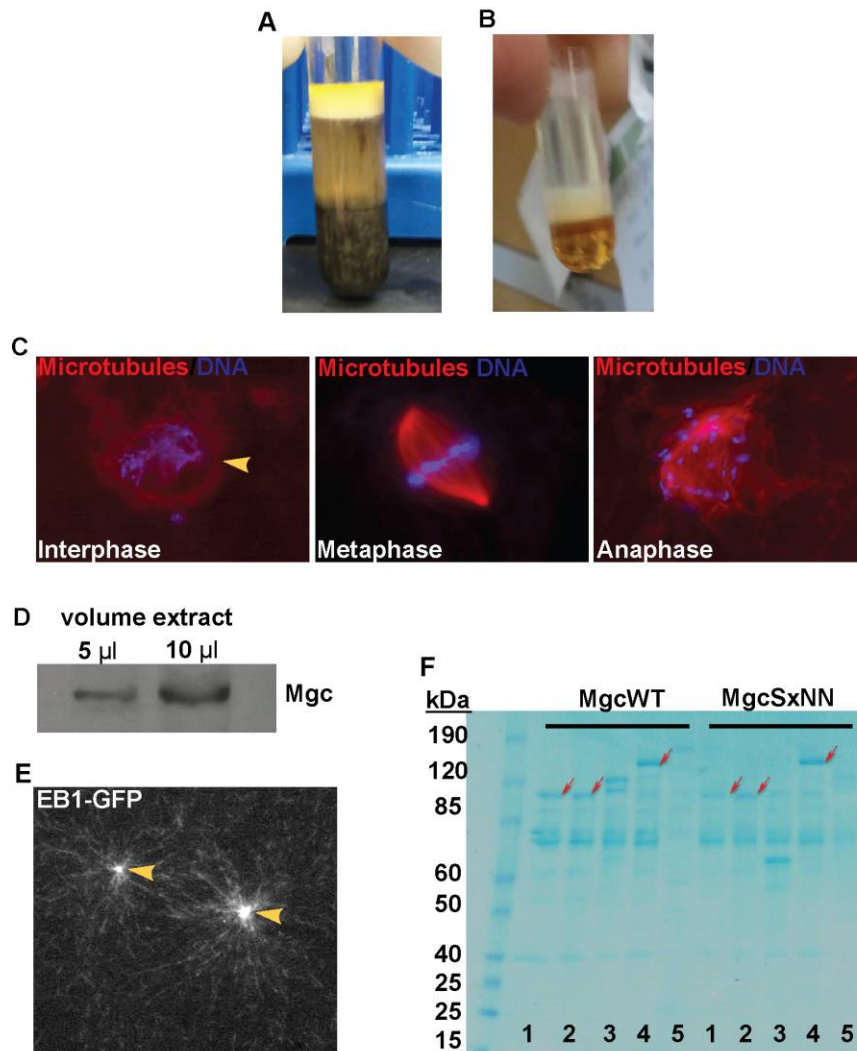 A
B
C
Microtubules/DNA
Interphase
Microtubules DNA
Metaphase
Microtubules/DNA
Anaphase
D
volume extract
5 µl
10 µl
Mgc
E
EB1-GFP
F
kDa
MgcWT
MgcSxNN
190
120
85
60
50
40
25
25
15
1 2 3 4 5 1 2 3 4 5